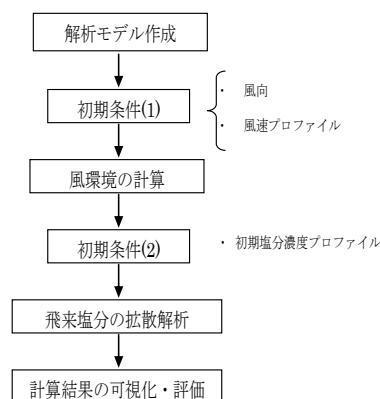 解析モデル作成
初期条件(1)
・ 風向
・ 風速プロファイル
風環境の計算
初期条件(2)
・ 初期塩分濃度プロファイル
飛来塩分の拡散解析
計算結果の可視化・評価